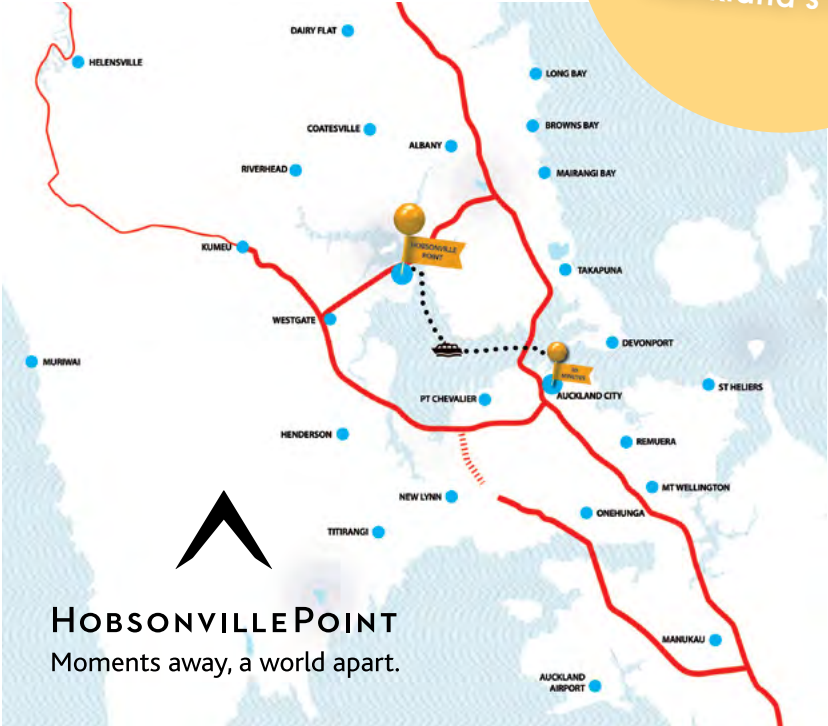 DAIRY FLAT
HELENSVILLE
LONG BAY
COATESVILLE
BROWNS BAY
ALBANY
RIVERHEAD
MAIRANGI BAY
KUMEU
HOBSONVILLE
POINT
TAKAPUNA
WESTGATE
DEVONPORT
MURIWAI
MINUTES
ST HELIERS
PT CHEVALIER
AUCKLAND CITY
HENDERSON
REMUERA
MT WELLINGTON
NEW LYNN
ONEHUNGA
TITIRANGI
HOBSONVILLEPOINT
Moments away, a world apart.
MANUKAU
AUCKLAND
AIRPORT